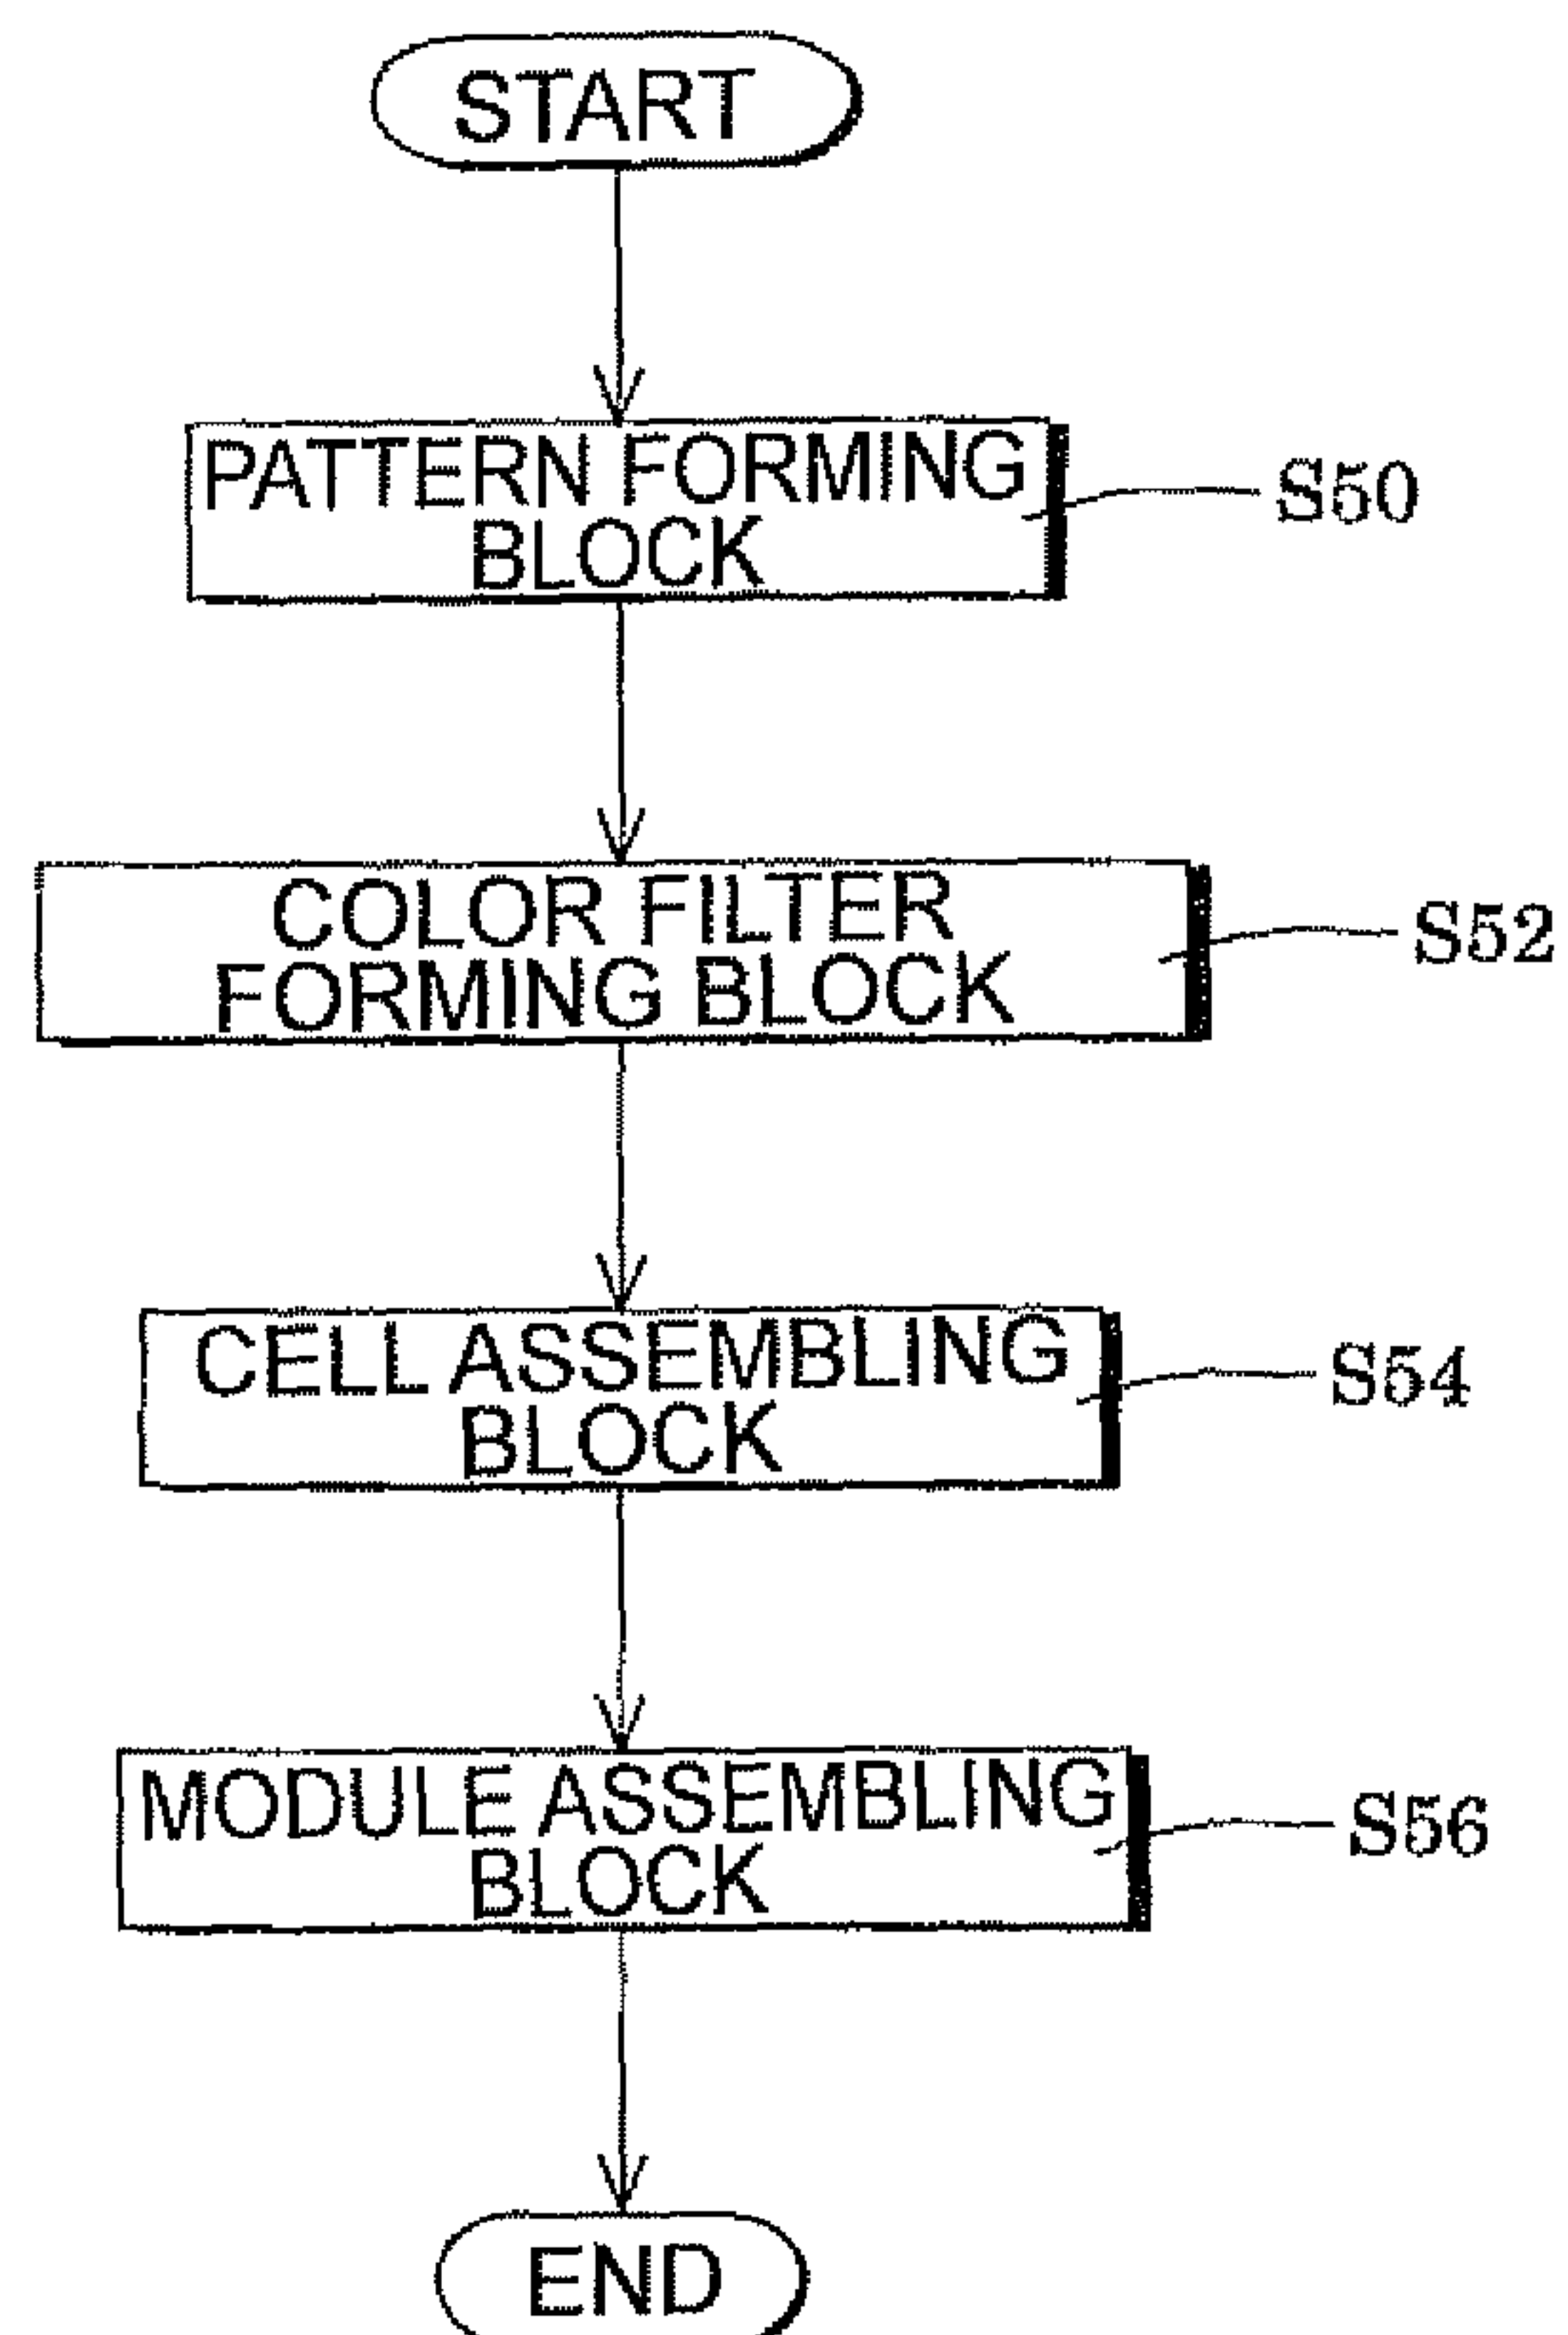 START
PATTERN FORMING
BLOCK
S50
COLOR FILTER
FORMING BLOCK
S52
CELL ASSEMBLING
BLOCK
S54
MODULE ASSEMBLING
BLOCK
S56
END